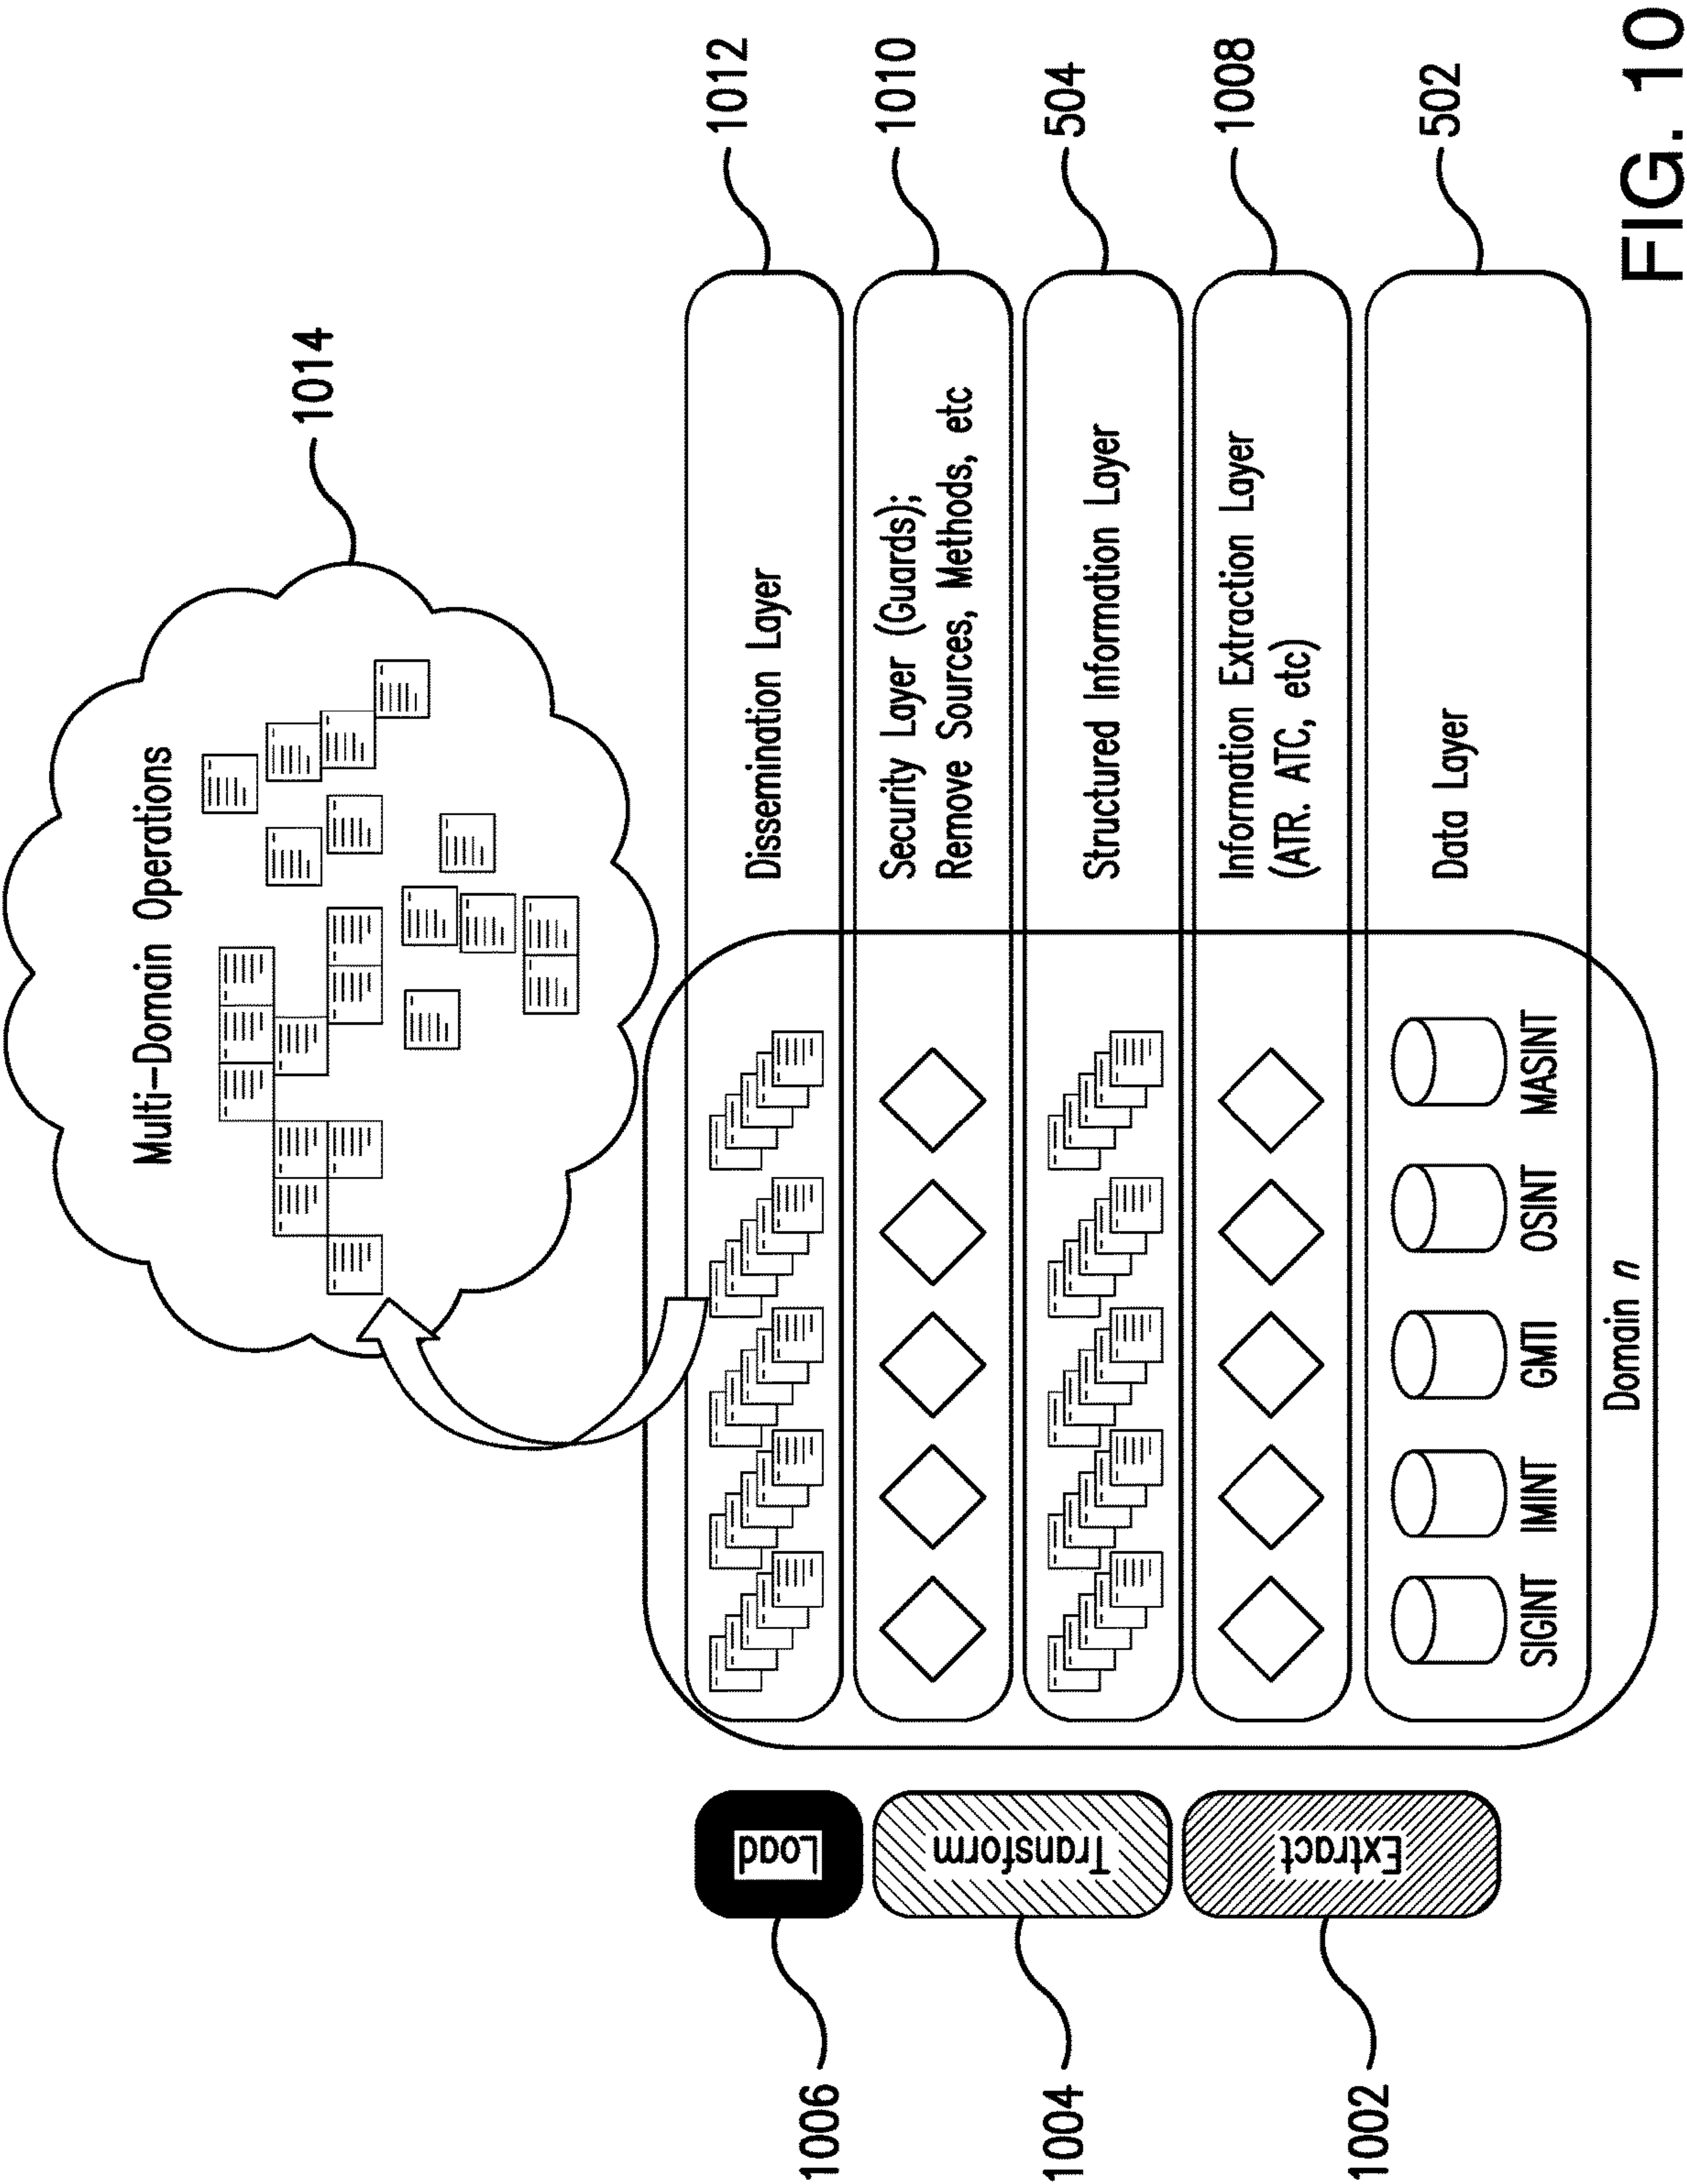 1014
Multi-Domain Operations
1006
Load
Dissemination Layer
1012
1004
Transform
Security Layer (Guards);
Remove Sources, Methods, etc
1010
Structured Information Layer
504
1002
Extract
Information Extraction Layer
(ATR. ATC, etc)
1008
Data Layer
502
SIGINT IMINT GMTI OSINT MASINT
Domain n
FIG. 10